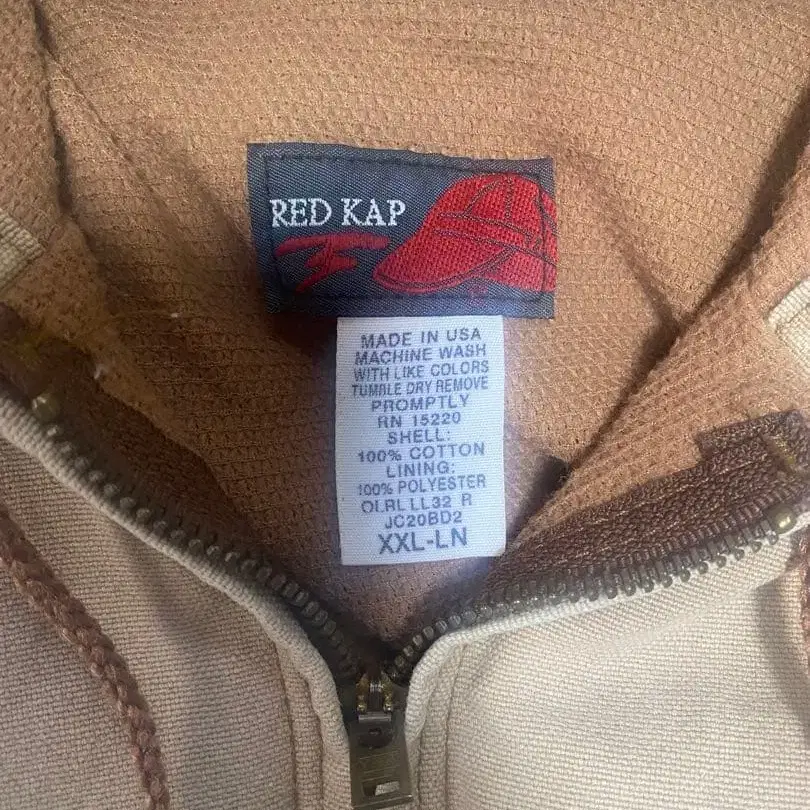 RED KAP
MADE IN USA
MACHINE WASH
WITH LIKE COLORS
TUMBLE DRY REMOVE
PROMPTLY
RN 15220
SHELL:
100% COTTON
LINING:
100% POLYESTER
R
JC20BD2
XXL-LN